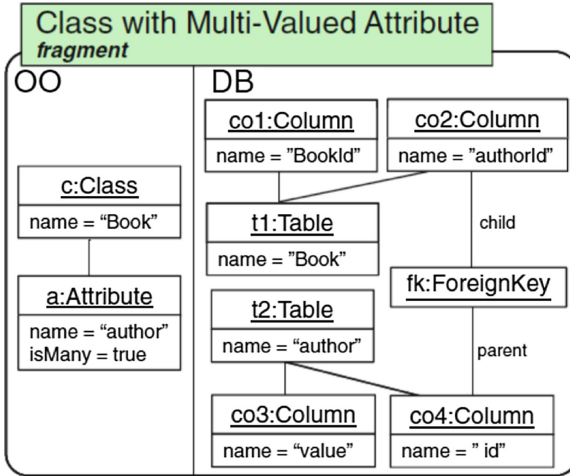 Class with Multi-Valued Attribute
fragment
OO
DB
c:Class
name = “Book”
a:Attribute
name = “author”
isMany = true
co1:Column
name = ”BookId”
co2:Column
name = ”authorId”
t1:Table
name = ”Book”
child
fk:ForeignKey
t2:Table
name = “author”
parent
co3:Column
name = “value”
co4:Column
name = ” id”